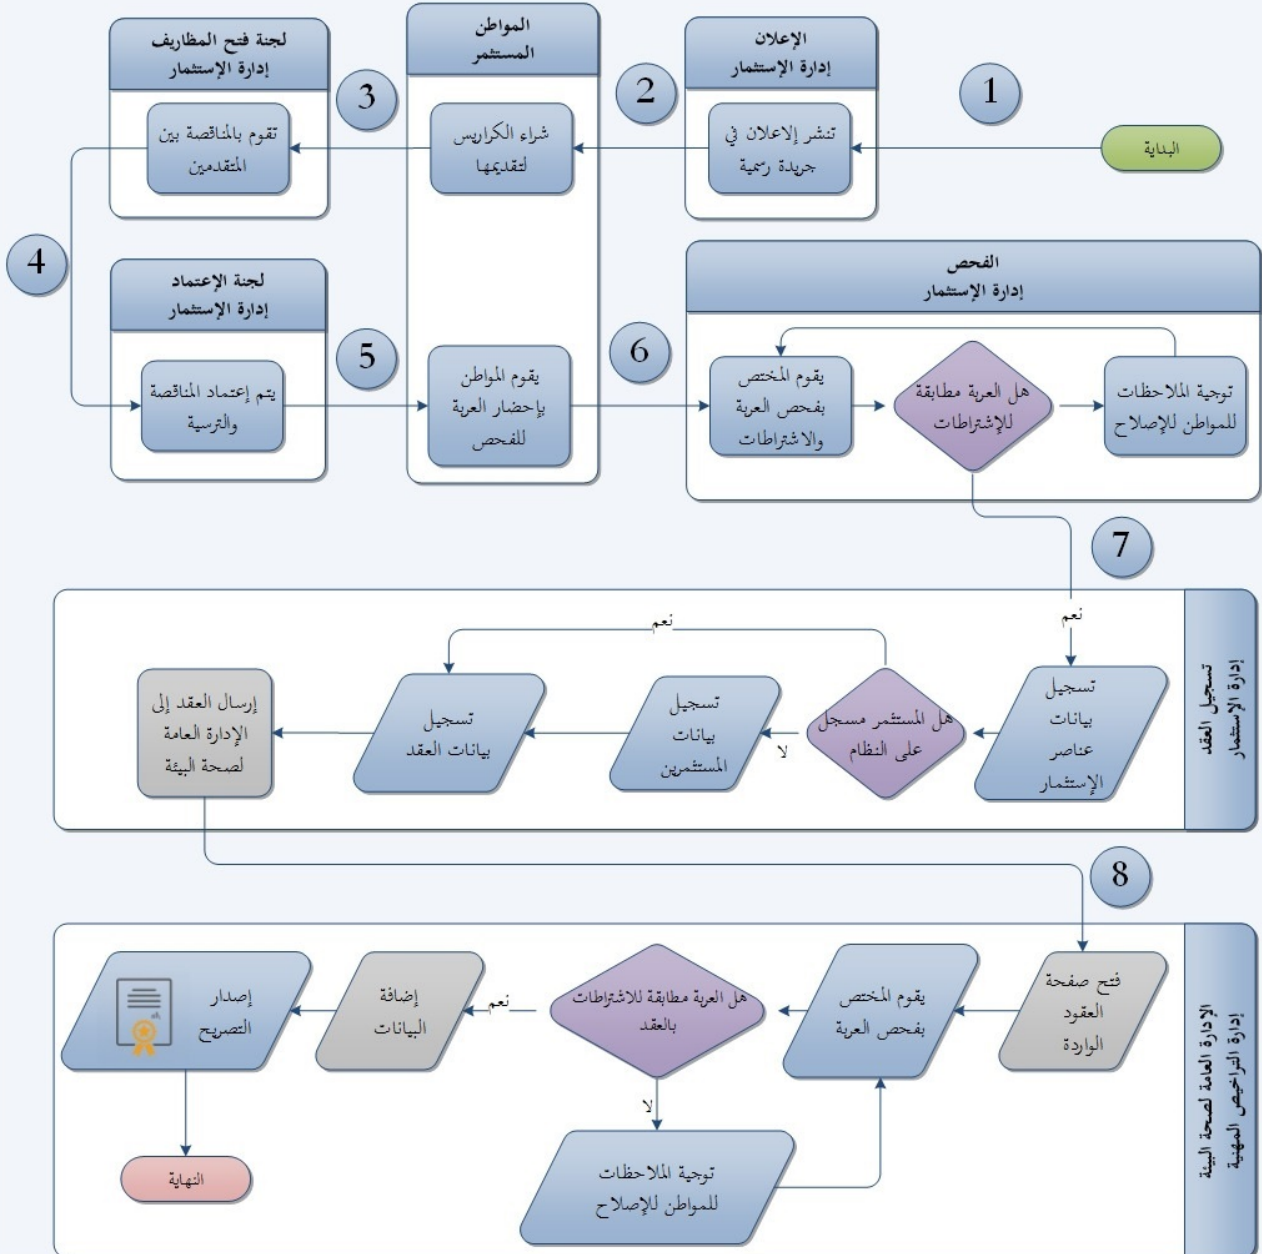 1
البداية
الإعلان
إدارة الإستثمار
تنشر إلاعلان في
جريدة رسمية
2
المواطن
المستثمر
شراء الكراريس
لتقديمها
3
لجنة فتح المظاريف
إدارة الإستثمار
تقوم بالمناقصة بين
المتقدمين
4
لجنة الإعتماد
إدارة الإستثمار
يتم إعتماد المناقصة
والترسية
5
يقوم المواطن
بإحضار العربة
للفحص
6
الفحص
إدارة الإستثمار
يقوم المختص
بفحص العربة
والاشتراطات
هل العربة مطابقة
للإشتراطات
توجية الملاحظات
للمواطن للإصلاح
7
تسجيل العقد
إدارة الإستثمار
نعم
تسجيل
بيانات
عناصر
الإستثمار
هل المستثمر مسجل
على النظام
نعم
لا
تسجيل
بيانات
المستثمرين
تسجيل
بيانات العقد
إرسال العقد إلى
الإدارة العامة
لصحة البيئة
8
الإدارة العامة لصحة البيئة
إدارة التراخيص المهنية
فتح صفحة
العقود
الواردة
يقوم المختص
بفحص العربة
هل العربة مطابقة للاشتراطات
بالعقد
نعم
لا
توجية الملاحظات
للمواطن للإصلاح
إضافة
البيانات
إصدار
التصريح
النهاية